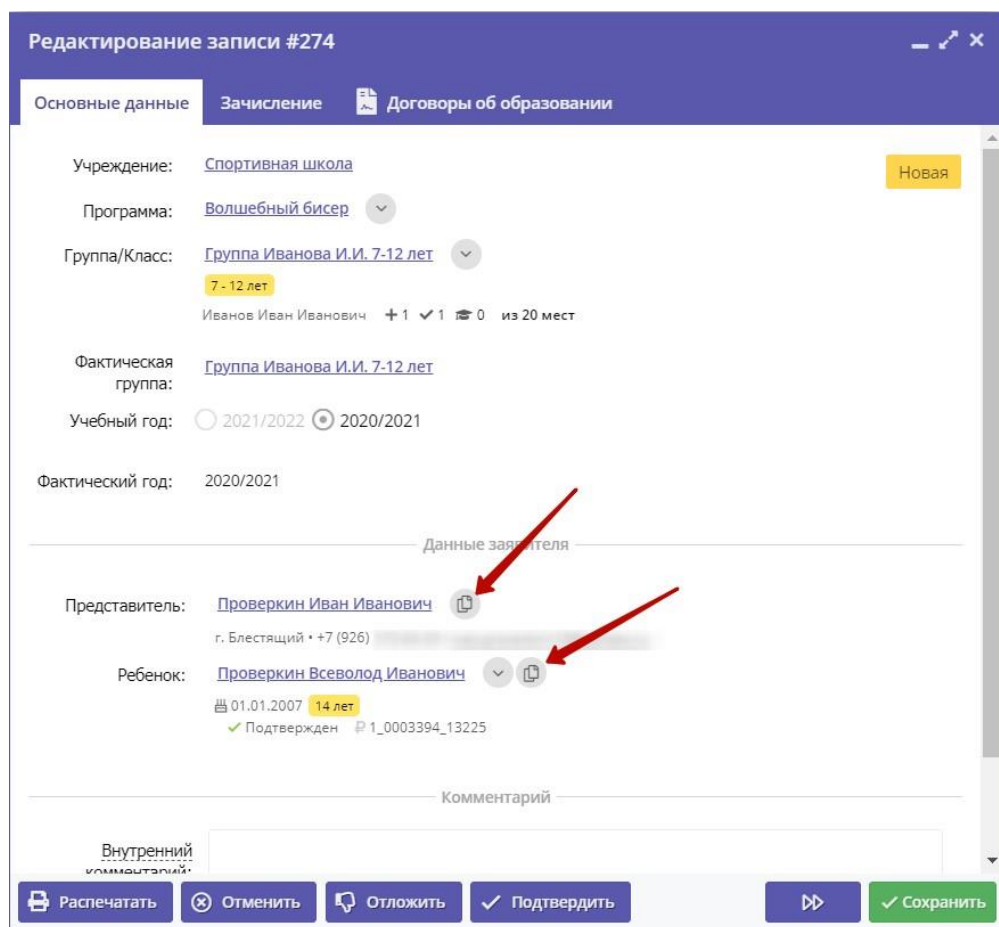 Редактирование записи #274
Основные данные Зачисление Договоры об образовании
Учреждение: Спортивная школа Новая
Программа: Волшебный бисер
Группа/Класс: Группа Иванова И.И. 7-12 лет
7 - 12 лет
Иванов Иван Иванович +1 ✓1 0 из 20 мест
Фактическая
группа: Группа Иванова И.И. 7-12 лет
Учебный год: 2021/2022 2020/2021
Фактический год: 2020/2021
Данные заявителя
Представитель: Проверкин Иван Иванович
г. Блестящий • +7 (926)
Ребенок: Проверкин Всеволод Иванович
01.01.2007 14 лет
✓ Подтвержден ₽ 1_0003394_13225
Комментарий
Внутренний
комментарий:
Распечатать Отменить Отложить Подтвердить Сохранить